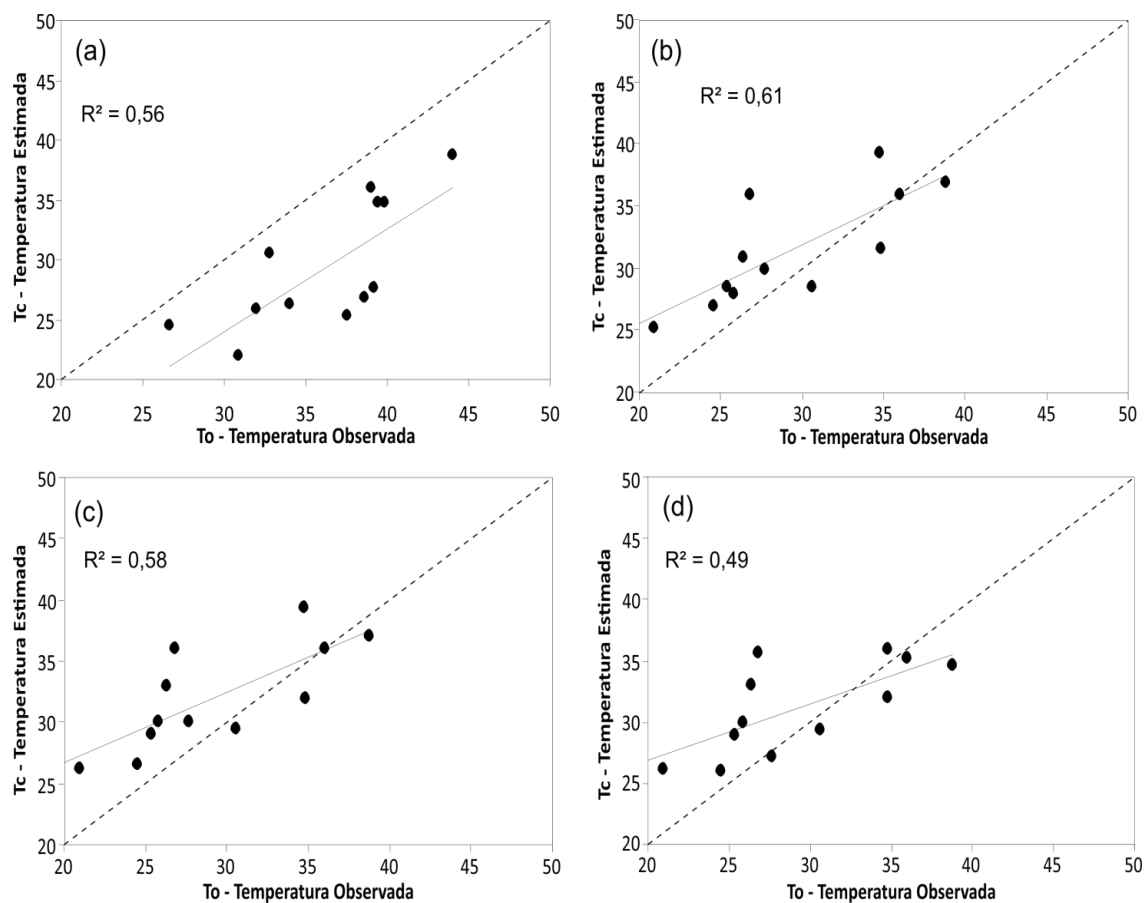 (a)
R² = 0,56
Tc - Temperatura Estimada
50
45
40
35
30
25
20
20 25 30 35 40 45 50
To - Temperatura Observada
(b)
R² = 0,61
Tc - Temperatura Estimada
50
45
40
35
30
25
20
20 25 30 35 40 45 50
To - Temperatura Observada
(c)
R² = 0,58
Tc - Temperatura Estimada
50
45
40
35
30
25
20
20 25 30 35 40 45 50
To - Temperatura Observada
(d)
R² = 0,49
Tc - Temperatura Estimada
50
45
40
35
30
25
20
20 25 30 35 40 45 50
To - Temperatura Observada